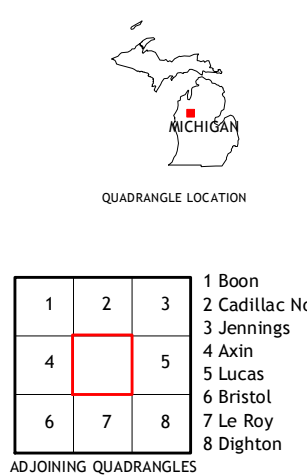 MICHIGAN
QUADRANGLE LOCATION
1 2 3
4 5
6 7 8
1 Boon
2 Cadillac No
3 Jennings
4 Axin
5 Lucas
6 Bristol
7 Le Roy
8 Dighton
ADJOINING QUADRANGLES